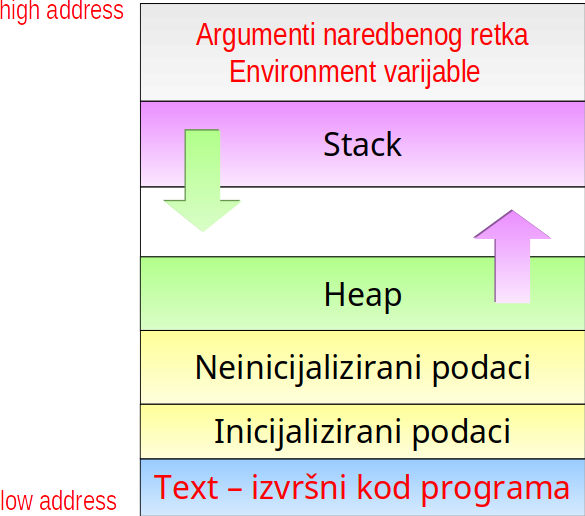 high address
Argumenti naredbenog retka
Environment varijable
Stack
Heap
Neinicijalizirani podaci
Inicijalizirani podaci
Text – izvršni kod programa
low address